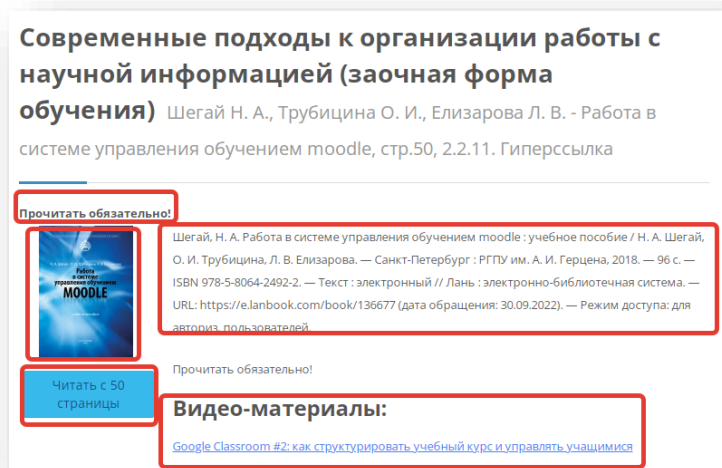 Современные подходы к организации работы с
научной информацией (заочная форма
обучения) Шегай Н. А., Трубицина О. И., Елизарова Л. В. - Работа в
системе управления обучением moodle, стр.50, 2.2.11. Гиперссылка
Прочитать обязательно!
Работа
в системе
управления обучением
MOODLE
Читать с 50
страницы
Шегай, Н. А. Работа в системе управления обучением moodle : учебное пособие / Н. А. Шегай,
О. И. Трубицина, Л. В. Елизарова. — Санкт-Петербург : РГПУ им. А. И. Герцена, 2018. — 96 с. —
ISBN 978-5-8064-2492-2. — Текст : электронный // Лань : электронно-библиотечная система. —
URL: https://e.lanbook.com/book/136677 (дата обращения: 30.09.2022). — Режим доступа: для
авториз. пользователей.
Прочитать обязательно!
Видео-материалы:
Google Classroom #2: как структурировать учебный курс и управлять учащимися